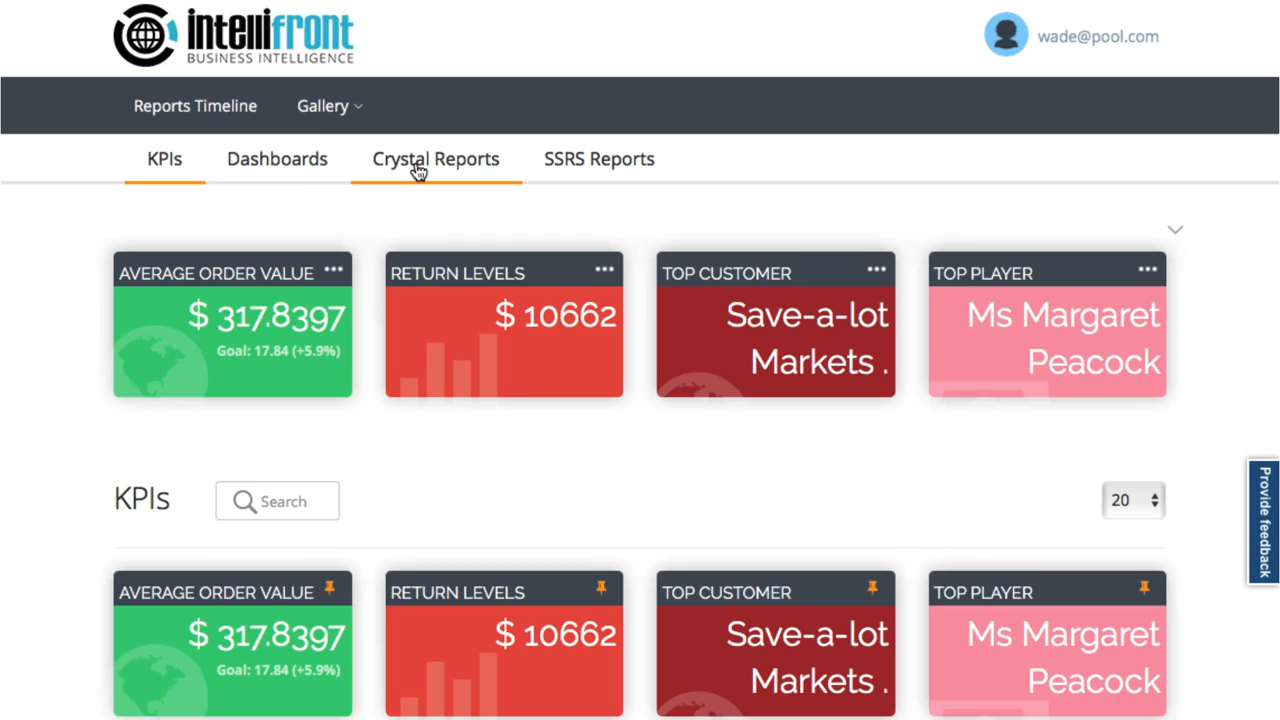 intellifront
BUSINESS INTELLIGENCE
wade@pool.com
Reports Timeline Gallery
KPIs Dashboards Crystal Reports SSRS Reports
AVERAGE ORDER VALUE ••• RETURN LEVELS ••• TOP CUSTOMER ••• TOP PLAYER •••
$ 317.8397 $ 10662 Save-a-lot Ms Margaret
Goal: 17.84 (+5.9%) Markets . Peacock
KPIs Search 20
Provide feedback
AVERAGE ORDER VALUE RETURN LEVELS TOP CUSTOMER TOP PLAYER
$ 317.8397 $ 10662 Save-a-lot Ms Margaret
Goal: 17.84 (+5.9%) Markets . Peacock